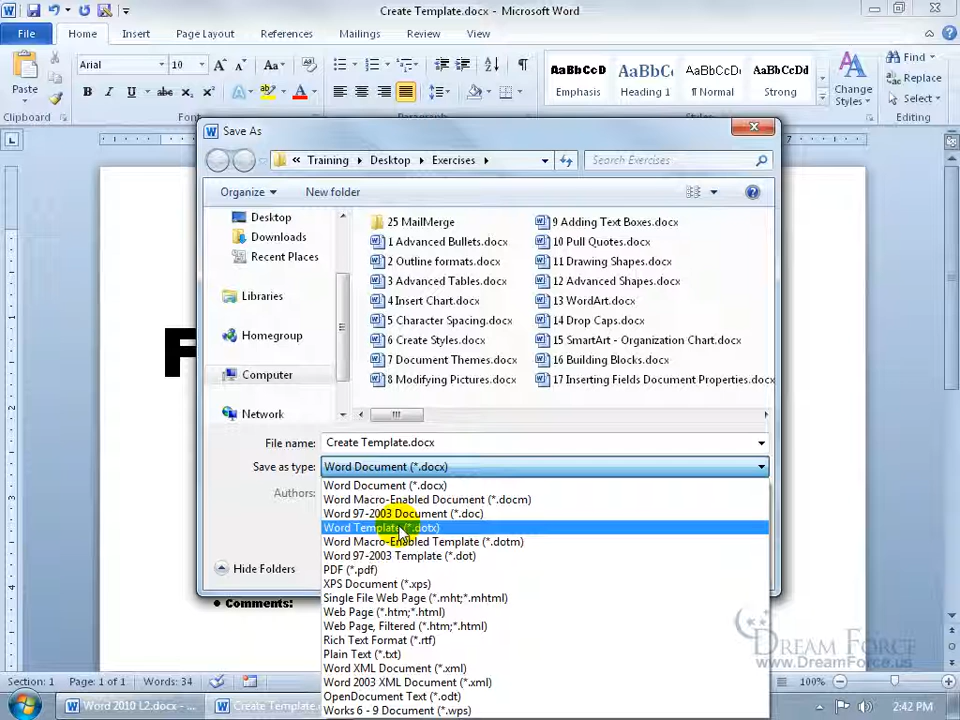 Create Template.docx - Microsoft Word
File Home Insert Page Layout References Mailings Review View
Arial 10 Aa Find
Paste B I U abc x₂ x² A ab A AaBbCcD AaBbC AaBbCcD AaBbCcDd Change Styles Replace
Emphasis Heading 1 ¶ Normal Strong Select
Clipboard Editing
Save As
« Training Desktop Exercises Search Exercises
Organize New folder
Desktop 25 MailMerge 9 Adding Text Boxes.docx
Downloads 1 Advanced Bullets.docx 10 Pull Quotes.docx
Recent Places 2 Outline formats.docx 11 Drawing Shapes.docx
3 Advanced Tables.docx 12 Advanced Shapes.docx
Libraries 4 Insert Chart.docx 13 WordArt.docx
5 Character Spacing.docx 14 Drop Caps.docx
Homegroup 6 Create Styles.docx 15 SmartArt - Organization Chart.docx
7 Document Themes.docx 16 Building Blocks.docx
Computer 8 Modifying Pictures.docx 17 Inserting Fields Document Properties.docx
Network
File name: Create Template.docx
Save as type: Word Document (*.docx)
Authors: Word Document (*.docx)
Word Macro-Enabled Document (*.docm)
Word 97-2003 Document (*.doc)
Word Template (*.dotx)
Word Macro-Enabled Template (*.dotm)
Word 97-2003 Template (*.dot)
Hide Folders PDF (*.pdf)
XPS Document (*.xps)
Single File Web Page (*.mht;*.mhtml)
• Comments: Web Page (*.htm;*.html)
Web Page, Filtered (*.htm;*.html)
Rich Text Format (*.rtf)
Plain Text (*.txt)
Word XML Document (*.xml)
Word 2003 XML Document (*.xml)
OpenDocument Text (*.odt)
Works 6 - 9 Document (*.wps)
DREAM FORCE
www.DreamForce.us
Section: 1 Page: 1 of 1 Words: 34 100%
Word 2010 L2.docx - ... Create Template. 2:42 PM